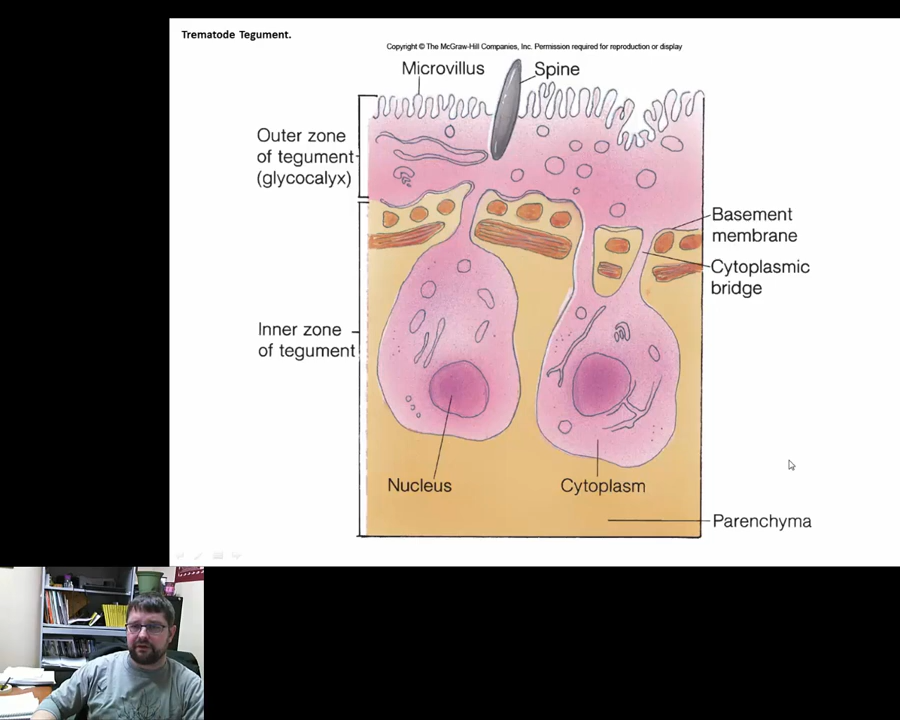 Trematode Tegument.
Copyright © The McGraw-Hill Companies, Inc. Permission required for reproduction or display
Microvillus
Spine
Outer zone
of tegument
(glycocalyx)
Basement
membrane
Cytoplasmic
bridge
Inner zone
of tegument
Nucleus
Cytoplasm
Parenchyma